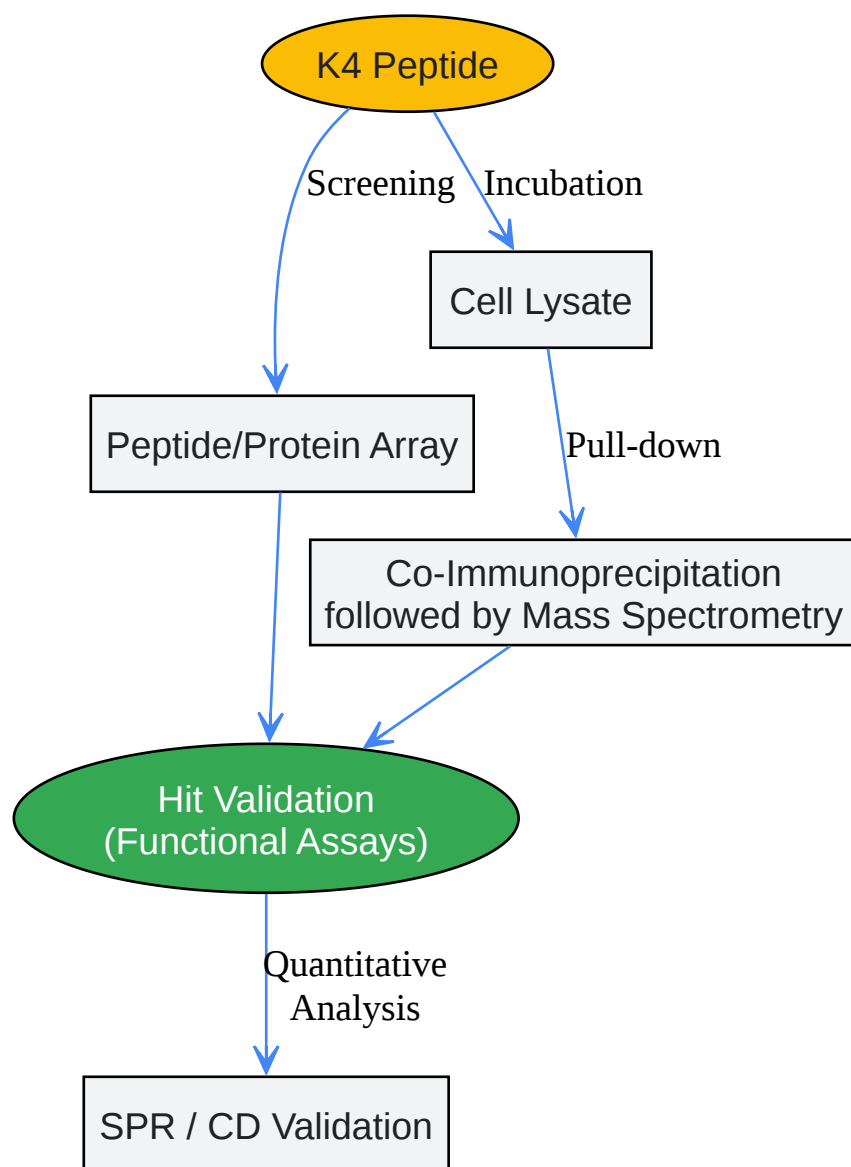 K4 Peptide
Screening
Incubation
Cell Lysate
Peptide/Protein Array
Pull-down
Co-Immunoprecipitation
followed by Mass Spectrometry
Hit Validation
(Functional Assays)
Quantitative
Analysis
SPR / CD Validation